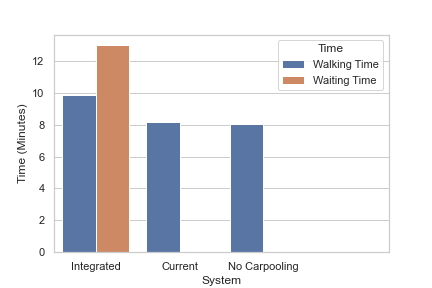 Time
Walking Time
Waiting Time
12
10
8
6
4
2
0
Time (Minutes)
Integrated Current No Carpooling
System